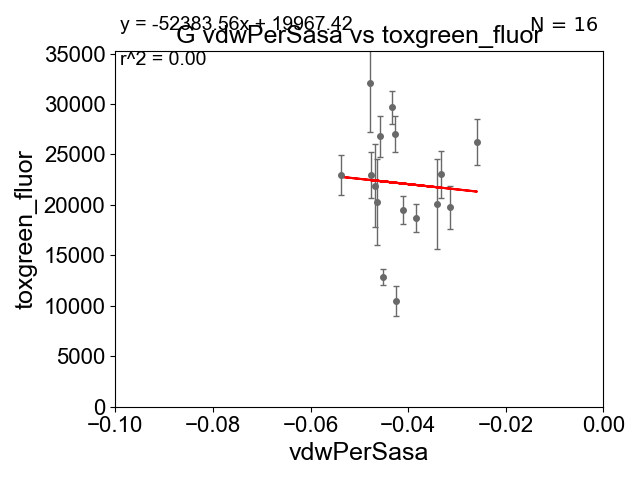 y = -52383.56x + 19967.42
N = 16
G vdwPerSasa vs toxgreen_fluor
r^2 = 0.00
35000
30000
25000
20000
15000
10000
5000
0
toxgreen_fluor
−0.10 −0.08 −0.06 −0.04 −0.02 0.00
vdwPerSasa